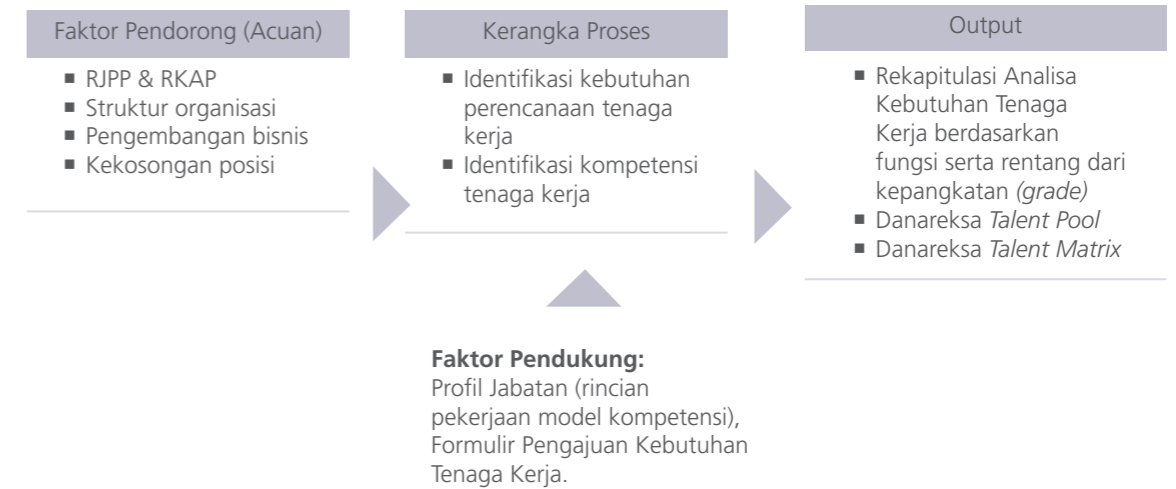 Faktor Pendorong (Acuan)
■ RJPP & RKAP
■ Struktur organisasi
■ Pengembangan bisnis
■ Kekosongan posisi
Kerangka Proses
■ Identifikasi kebutuhan
perencanaan tenaga
kerja
■ Identifikasi kompetensi
tenaga kerja
Output
■ Rekapitulasi Analisa
Kebutuhan Tenaga
Kerja berdasarkan
fungsi serta rentang dari
kepangkatan (grade)
■ Danareksa Talent Pool
■ Danareksa Talent Matrix
Faktor Pendukung:
Profil Jabatan (rincian
pekerjaan model kompetensi),
Formulir Pengajuan Kebutuhan
Tenaga Kerja.